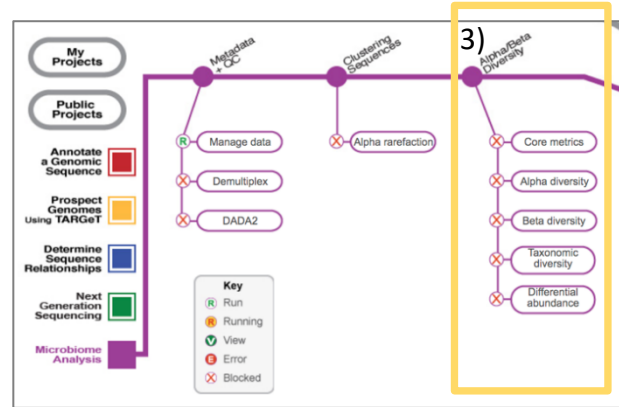 My
Projects
Public
Projects
Annotate
a Genomic
Sequence
Prospect
Genomes
Using TARGeT
Determine
Sequence
Relationships
Next
Generation
Sequencing
Microbiome
Analysis
Metadata
+ QC
R Manage data
Demultiplex
DADA2
Key
R Run
R Running
V View
E Error
Blocked
Clustering
Sequences
Alpha rarefaction
3)
Alpha/Beta
Diversity
Core metrics
Alpha diversity
Beta diversity
Taxonomic
diversity
Differential
abundance